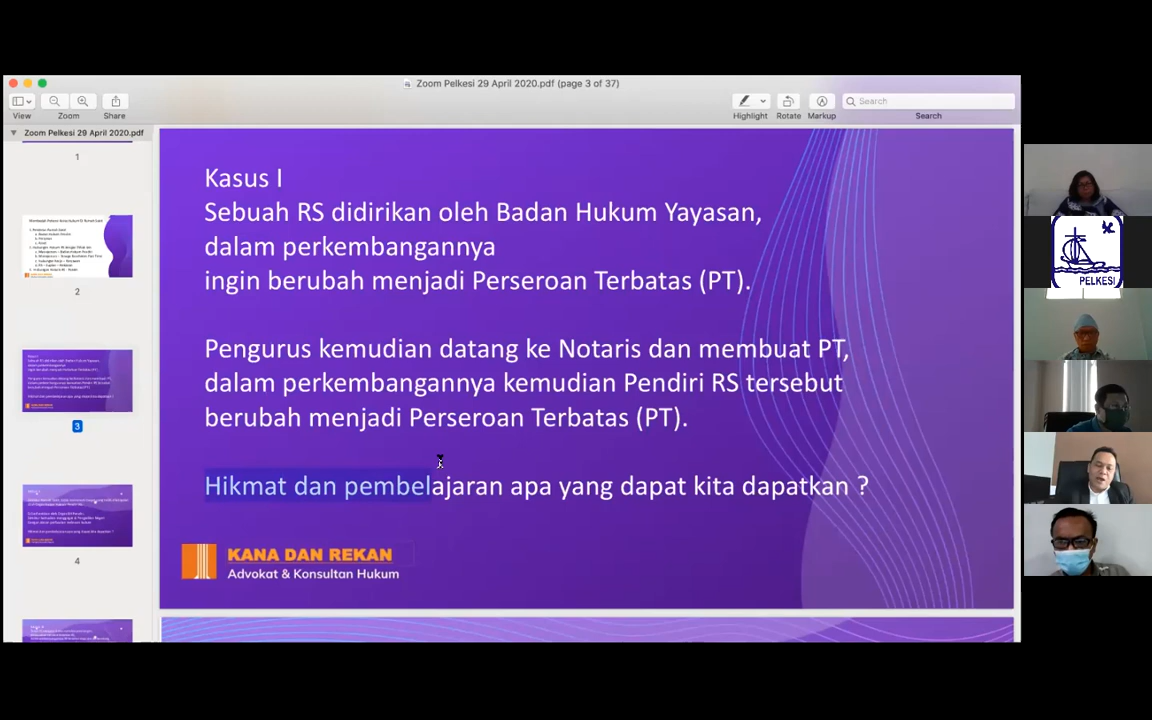 Zoom Pelkesi 29 April 2020.pdf (page 3 of 37)
View
Zoom
Share
Highlight
Rotate
Markup
Search
Search
Zoom Pelkesi 29 April 2020.pdf
1
2
3
4
Kasus I
Sebuah RS didirikan oleh Badan Hukum Yayasan,
dalam perkembangannya
ingin berubah menjadi Perseroan Terbatas (PT).
Pengurus kemudian datang ke Notaris dan membuat PT,
dalam perkembangannya kemudian Pendiri RS tersebut
berubah menjadi Perseroan Terbatas (PT).
Hikmat dan pembelajaran apa yang dapat kita dapatkan ?
KANA DAN REKAN
Advokat & Konsultan Hukum
PELKESI